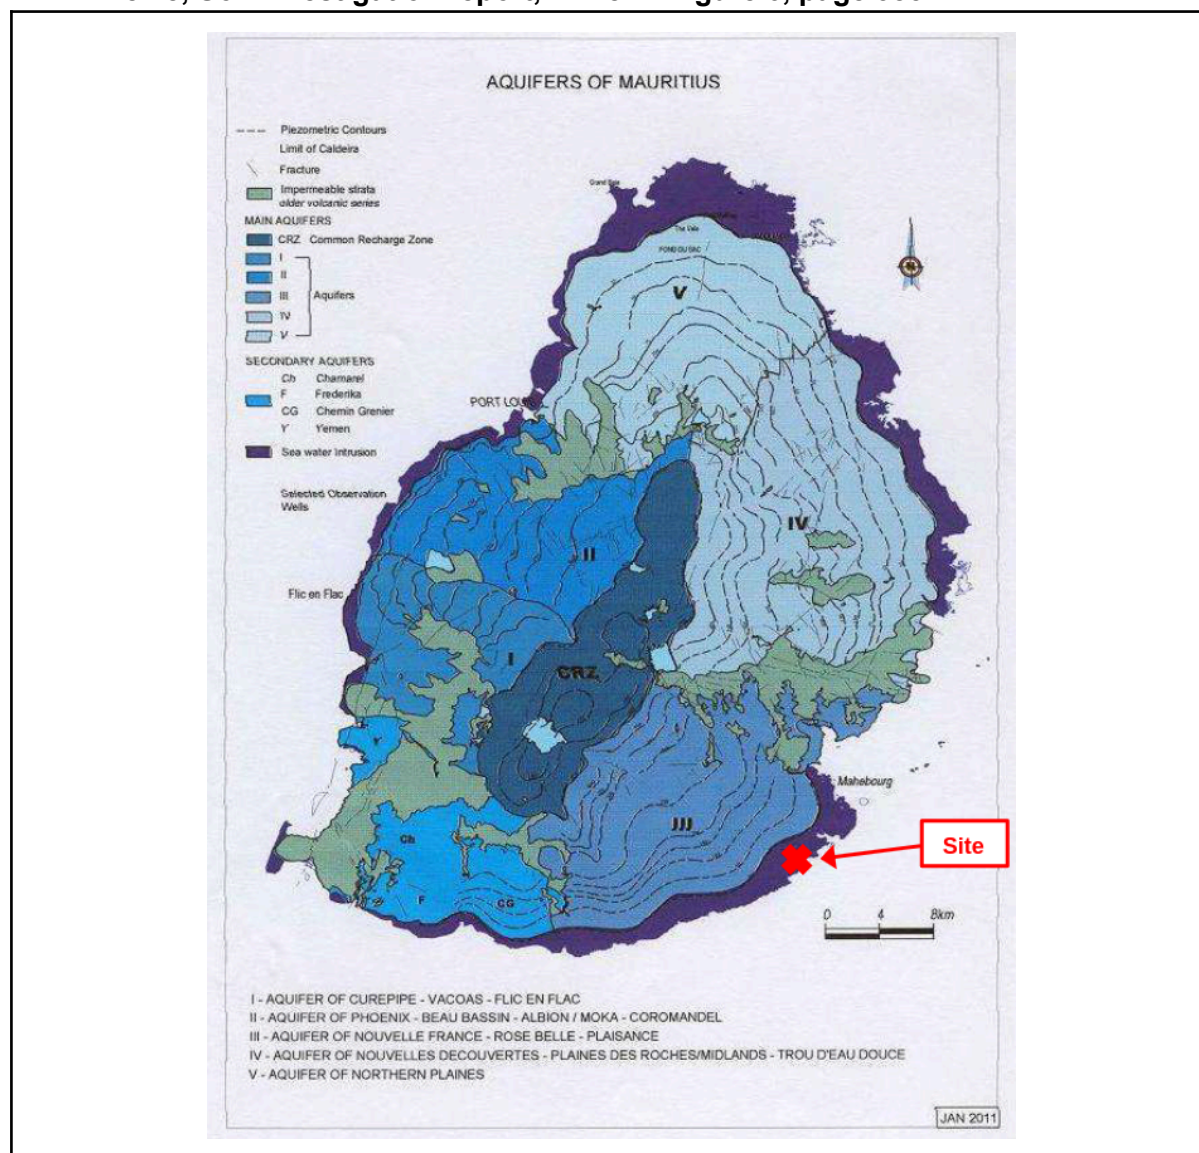 AQUIFERS OF MAURITIUS
Piezometric Contours
Limit of Caldeira
Fracture
Impermeable strata
older volcanic series
MAIN AQUIFERS
CRZ Common Recharge Zone
I
II
III Aquifers
IV
V
SECONDARY AQUIFERS
Ch Chamarel
F Frederika
CG Chemin Grenier
Y Yemen
Sea water Intrusion
Selected Observation
Wells
The Vale
FOND DU SAC
V
PORT LOUIS
IV
II
Flic en Flac
I
CRZ
Y
Mahebourg
III
Ch
Site
F
CG
0 4 8km
I - AQUIFER OF CUREPIPE - VACOAS - FLIC EN FLAC
II - AQUIFER OF PHOENIX - BEAU BASSIN - ALBION / MOKA - COROMANDEL
III - AQUIFER OF NOUVELLE FRANCE - ROSE BELLE - PLAISANCE
IV - AQUIFER OF NOUVELLES DECOUVERTES - PLAINES DES ROCHES/MIDLANDS - TROU D'EAU DOUCE
V - AQUIFER OF NORTHERN PLAINES
JAN 2011